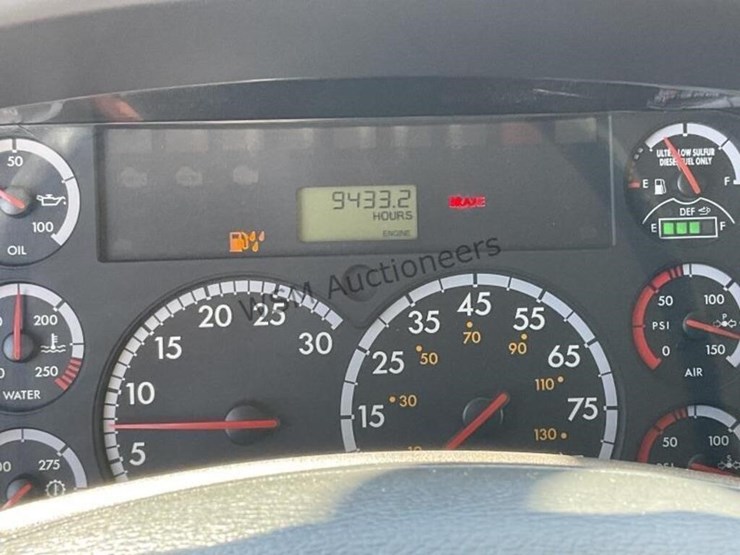 9433.2
HOURS
ENGINE
BRAKE
WSM Auctioneers
50
100
OIL
200
250
WATER
275
5
10
15
20
25
30
15
25
35
45
55
65
75
30
50
70
90
110
130
ULTRA LOW SULFUR
DIESEL FUEL ONLY
E
F
DEF
E
F
50
100
PSI
0
150
AIR
50
100